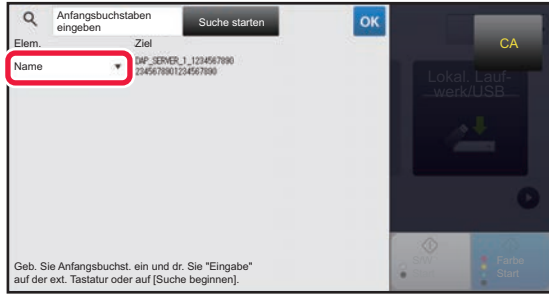 Anfangsbuchstaben
eingeben
Suche starten
OK
CA
Elem.
Ziel
Name
DAP_SERVER_1_1234567890
2345678901234567890
Lokal. Lauf-
werk/USB
Geb. Sie Anfangsbuchst. ein und dr. Sie "Eingabe"
auf der ext. Tastatur oder auf [Suche beginnen].
S/W
Start
Farbe
Start